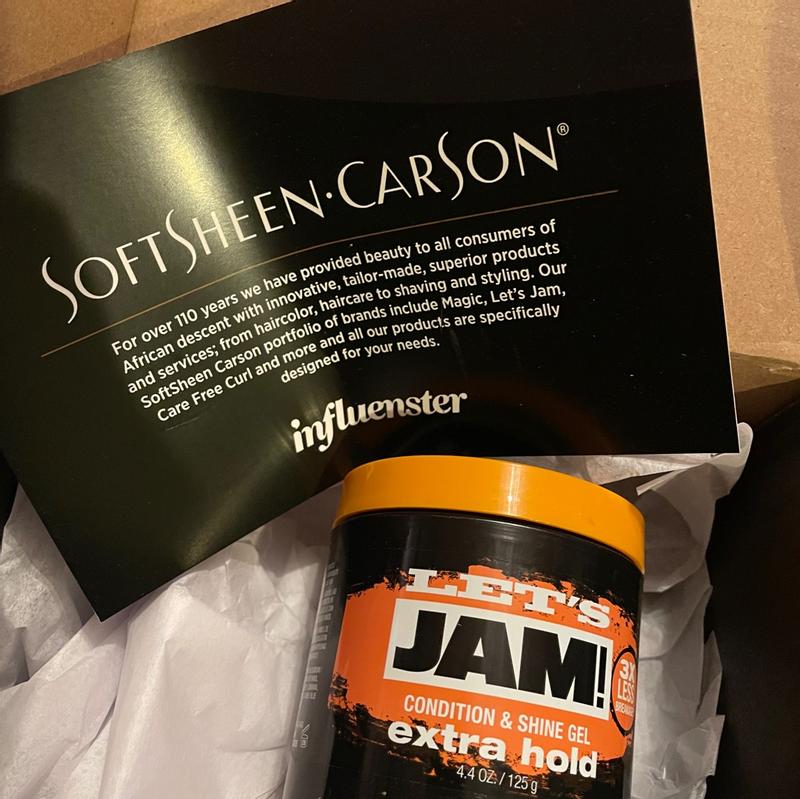 SOFTSHEEN·CARSON®
For over 110 years we have provided beauty to all consumers of
African descent with innovative, tailor-made, superior products
and services; from haircolor, haircare to shaving and styling. Our
SoftSheen Carson portfolio of brands include Magic, Let's Jam,
Care Free Curl and more and all our products are specifically
designed for your needs.
influenster
LET'S
JAM!
3X
LESS
BREAKAGE
CONDITION & SHINE GEL
extra hold
4.4 OZ. / 125 g